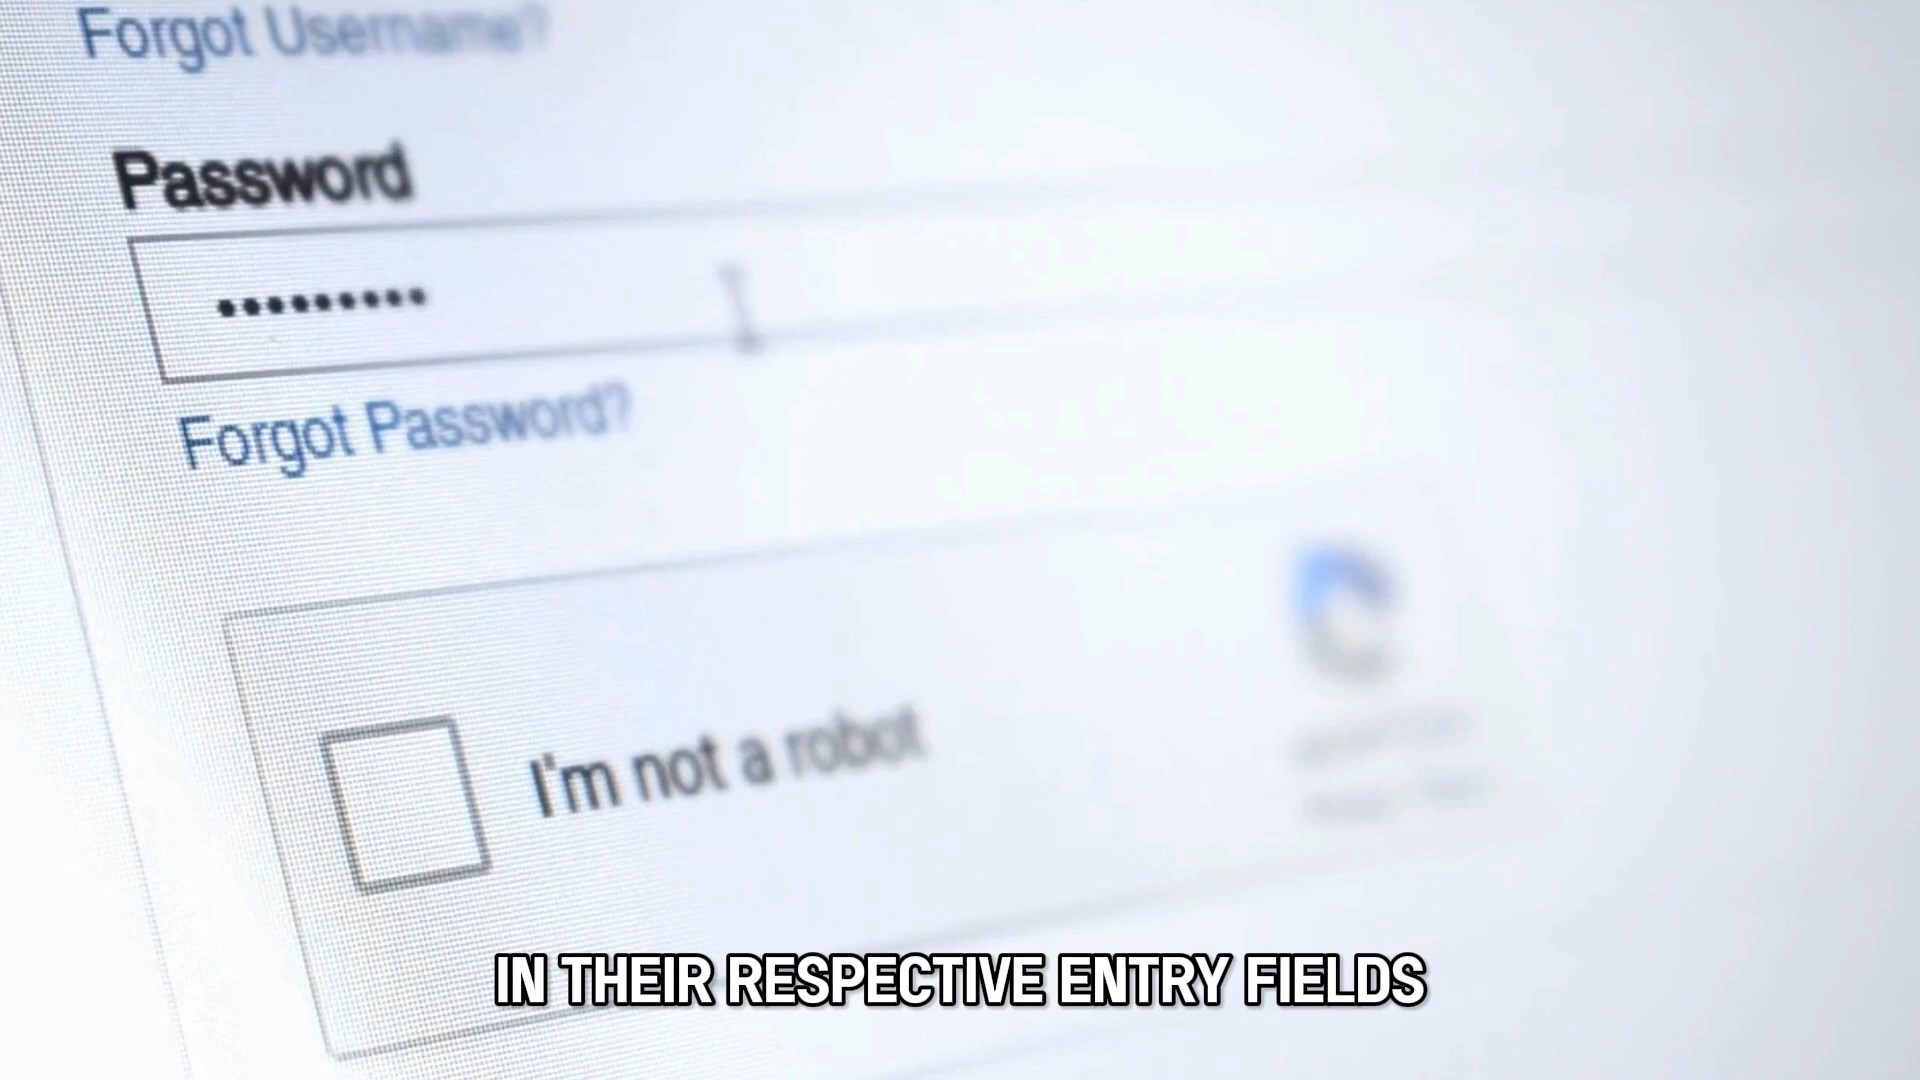 Forgot Username?
Password
•••••••••
Forgot Password?
I'm not a robot
IN THEIR RESPECTIVE ENTRY FIELDS